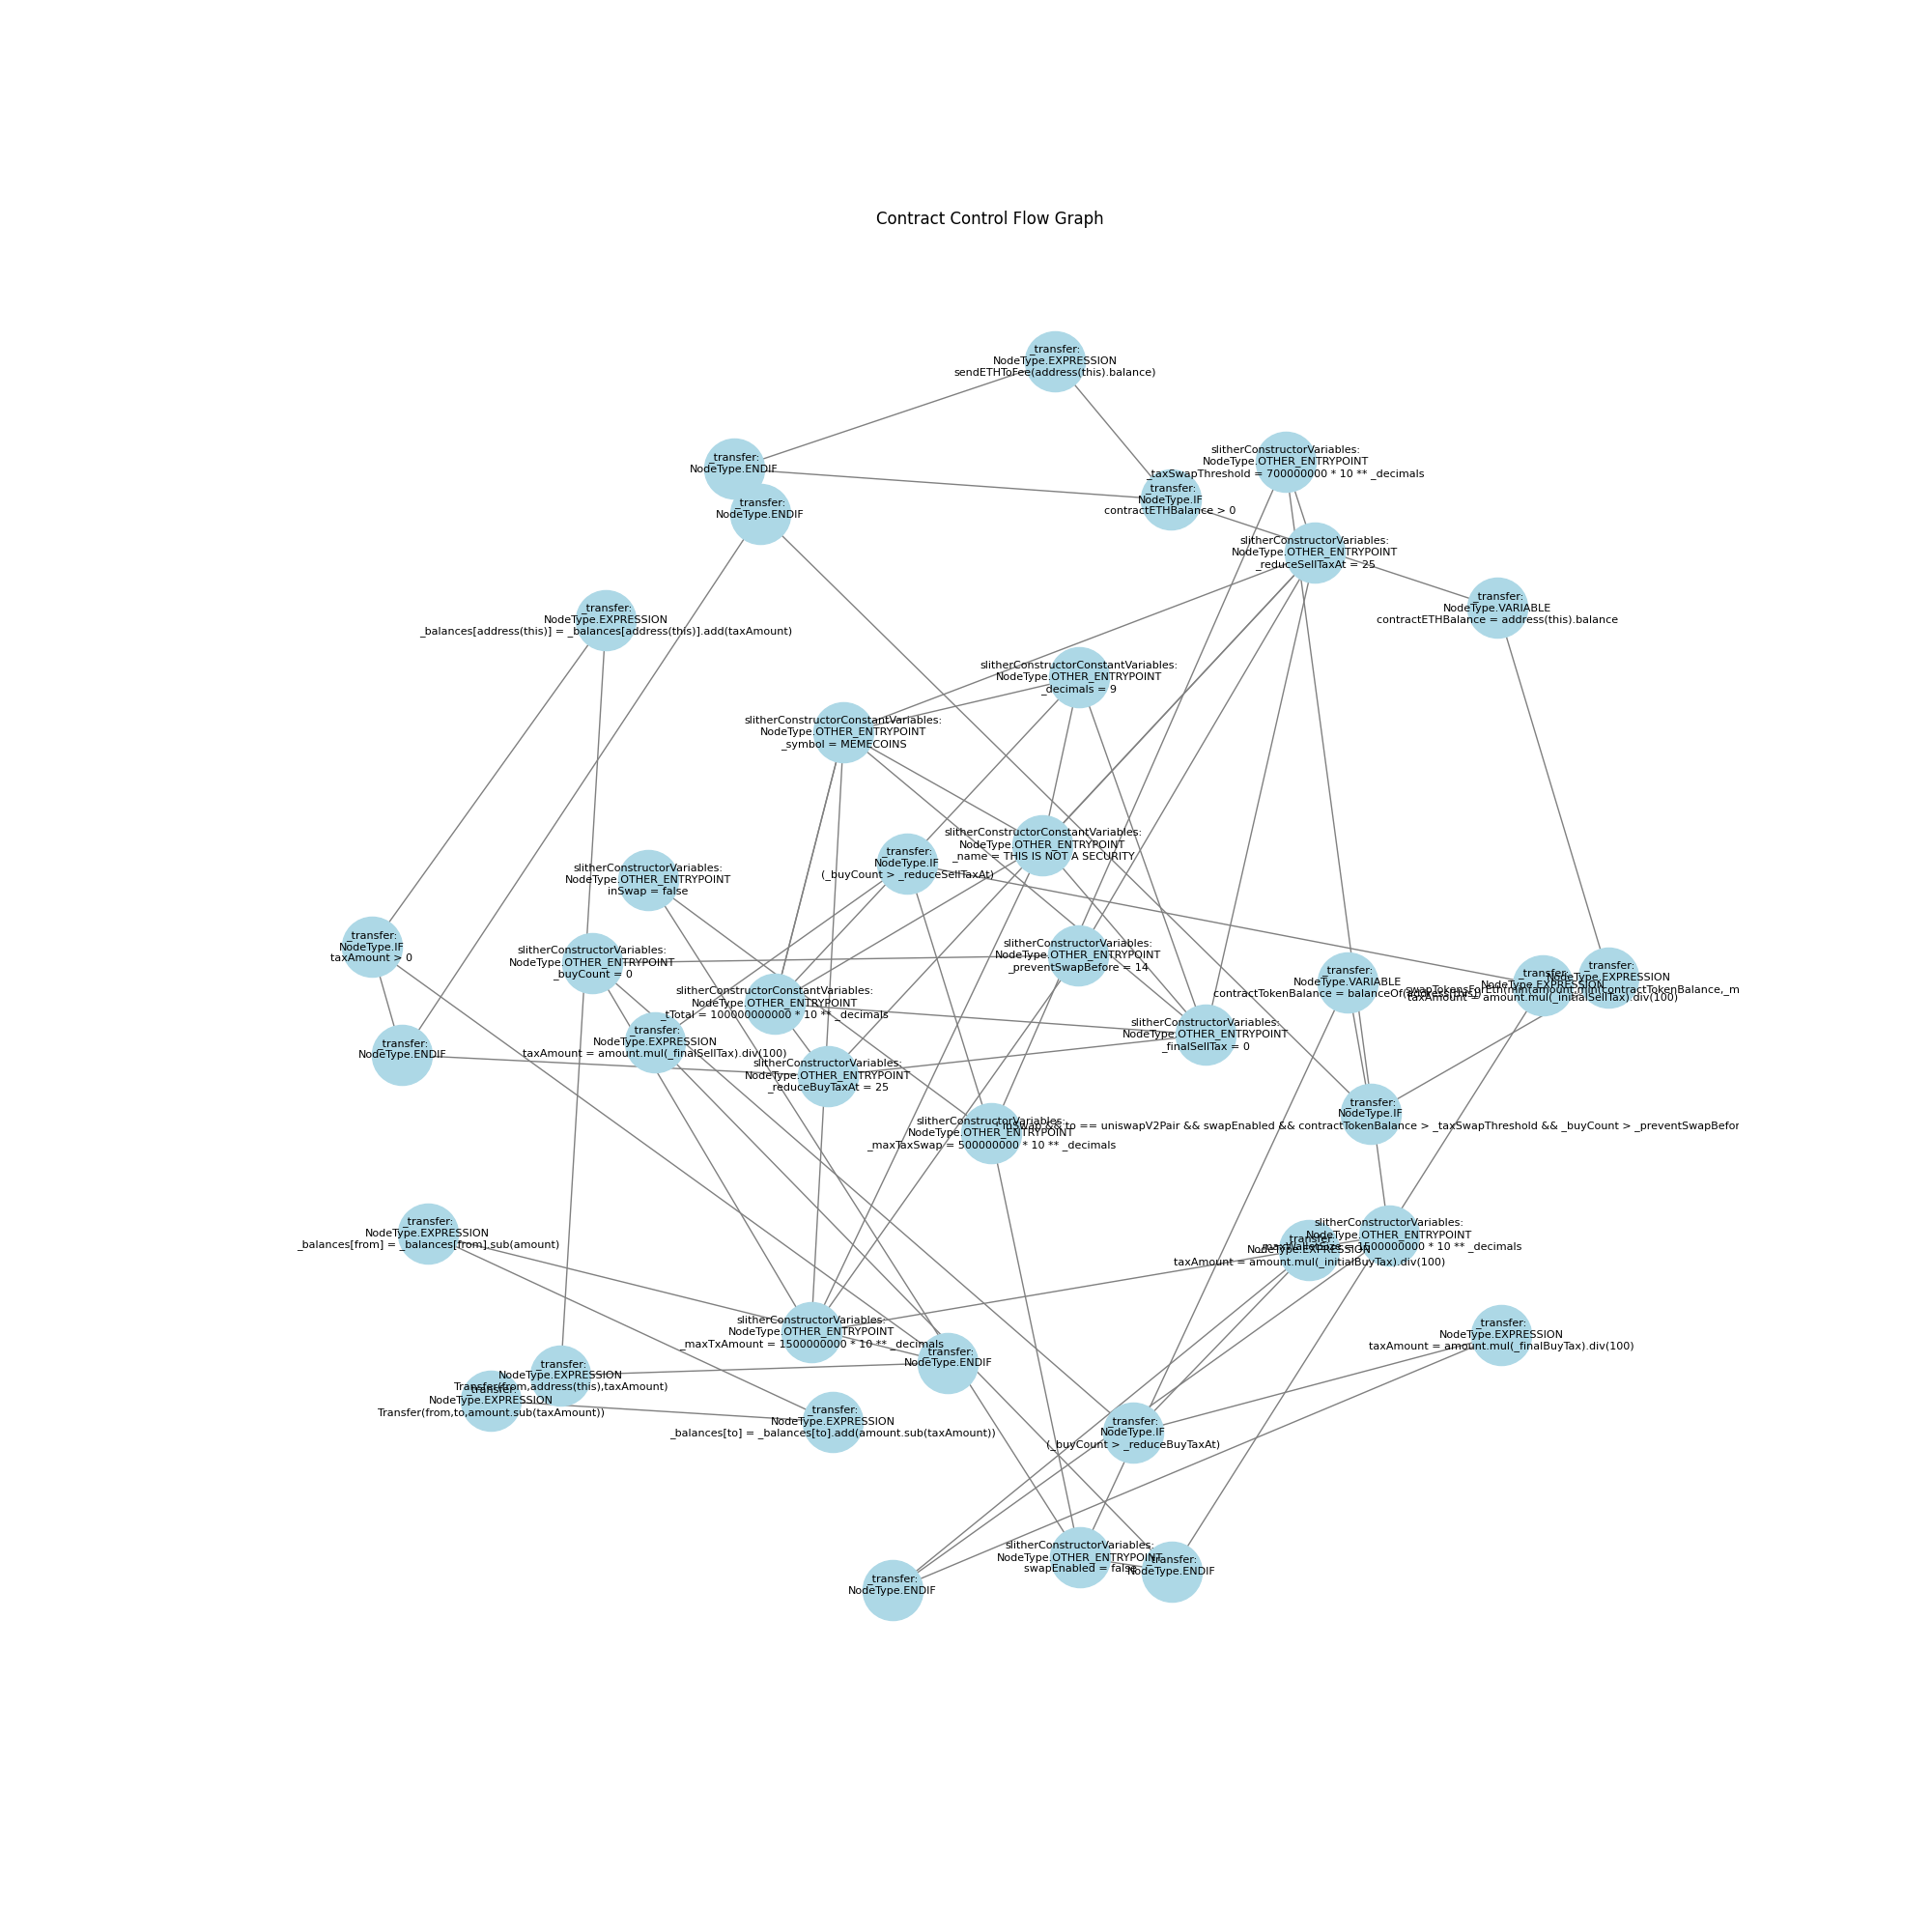 Contract Control Flow Graph
_transfer:
NodeType.EXPRESSION
sendETHToFee(address(this).balance)
slitherConstructorVariables:
NodeType.OTHER_ENTRYPOINT
_taxSwapThreshold = 700000000 * 10 ** _decimals
_transfer:
NodeType.ENDIF
_transfer:
NodeType.IF
contractETHBalance > 0
_transfer:
NodeType.ENDIF
slitherConstructorVariables:
NodeType.OTHER_ENTRYPOINT
_reduceSellTaxAt = 25
_transfer:
NodeType.VARIABLE
contractETHBalance = address(this).balance
_transfer:
NodeType.EXPRESSION
_balances[address(this)] = _balances[address(this)].add(taxAmount)
slitherConstructorConstantVariables:
NodeType.OTHER_ENTRYPOINT
_decimals = 9
slitherConstructorConstantVariables:
NodeType.OTHER_ENTRYPOINT
_symbol = MEMECOINS
slitherConstructorConstantVariables:
NodeType.OTHER_ENTRYPOINT
_name = THIS IS NOT A SECURITY
_transfer:
NodeType.IF
(_buyCount > _reduceSellTaxAt)
slitherConstructorVariables:
NodeType.OTHER_ENTRYPOINT
inSwap = false
_transfer:
NodeType.IF
taxAmount > 0
slitherConstructorVariables:
NodeType.OTHER_ENTRYPOINT
_buyCount = 0
slitherConstructorVariables:
NodeType.OTHER_ENTRYPOINT
_preventSwapBefore = 14
_transfer:
NodeType.VARIABLE
contractTokenBalance = balanceOf(address(this))
_transfer:
NodeType.EXPRESSION
taxAmount = amount.mul(_initialSellTax).div(100)
_transfer:
NodeType.EXPRESSION
swapTokensForEth(min(amount,min(contractTokenBalance,_m
slitherConstructorConstantVariables:
NodeType.OTHER_ENTRYPOINT
_tTotal = 100000000000 * 10 ** _decimals
_transfer:
NodeType.EXPRESSION
taxAmount = amount.mul(_finalSellTax).div(100)
slitherConstructorVariables:
NodeType.OTHER_ENTRYPOINT
_finalSellTax = 0
_transfer:
NodeType.ENDIF
slitherConstructorVariables:
NodeType.OTHER_ENTRYPOINT
_reduceBuyTaxAt = 25
_transfer:
NodeType.IF
inSwap && to == uniswapV2Pair && swapEnabled && contractTokenBalance > _taxSwapThreshold && _buyCount > _preventSwapBefor
slitherConstructorVariables:
NodeType.OTHER_ENTRYPOINT
_maxTaxSwap = 500000000 * 10 ** _decimals
_transfer:
NodeType.EXPRESSION
_balances[from] = _balances[from].sub(amount)
slitherConstructorVariables:
NodeType.OTHER_ENTRYPOINT
_maxWalletSize = 1500000000 * 10 ** _decimals
_transfer:
NodeType.EXPRESSION
taxAmount = amount.mul(_initialBuyTax).div(100)
slitherConstructorVariables:
NodeType.OTHER_ENTRYPOINT
_maxTxAmount = 1500000000 * 10 ** _decimals
_transfer:
NodeType.EXPRESSION
taxAmount = amount.mul(_finalBuyTax).div(100)
_transfer:
NodeType.ENDIF
_transfer:
NodeType.EXPRESSION
Transfer(from,address(this),taxAmount)
_transfer:
NodeType.EXPRESSION
Transfer(from,to,amount.sub(taxAmount))
_transfer:
NodeType.EXPRESSION
_balances[to] = _balances[to].add(amount.sub(taxAmount))
_transfer:
NodeType.IF
(_buyCount > _reduceBuyTaxAt)
slitherConstructorVariables:
NodeType.OTHER_ENTRYPOINT
swapEnabled = false
_transfer:
NodeType.ENDIF
_transfer:
NodeType.ENDIF